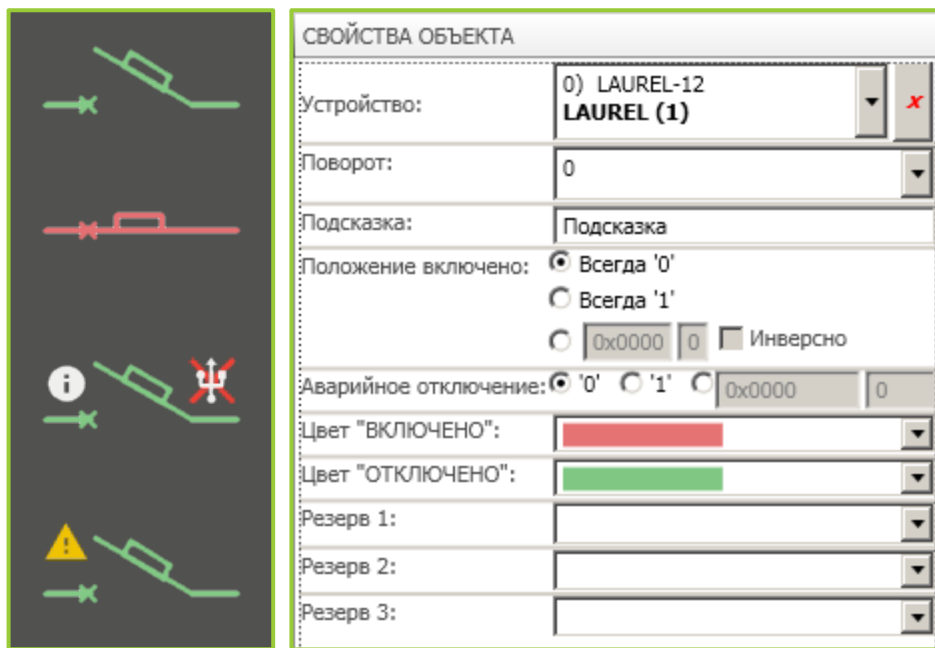 СВОЙСТВА ОБЪЕКТА
Устройство:
0) LAUREL-12
LAUREL (1)
x
Поворот:
0
Подсказка:
Подсказка
Положение включено:
Всегда '0'
Всегда '1'
0x0000 0 Инверсно
Аварийное отключение: '0' '1' 0x0000 0
Цвет "ВКЛЮЧЕНО":
Цвет "ОТКЛЮЧЕНО":
Резерв 1:
Резерв 2:
Резерв 3: